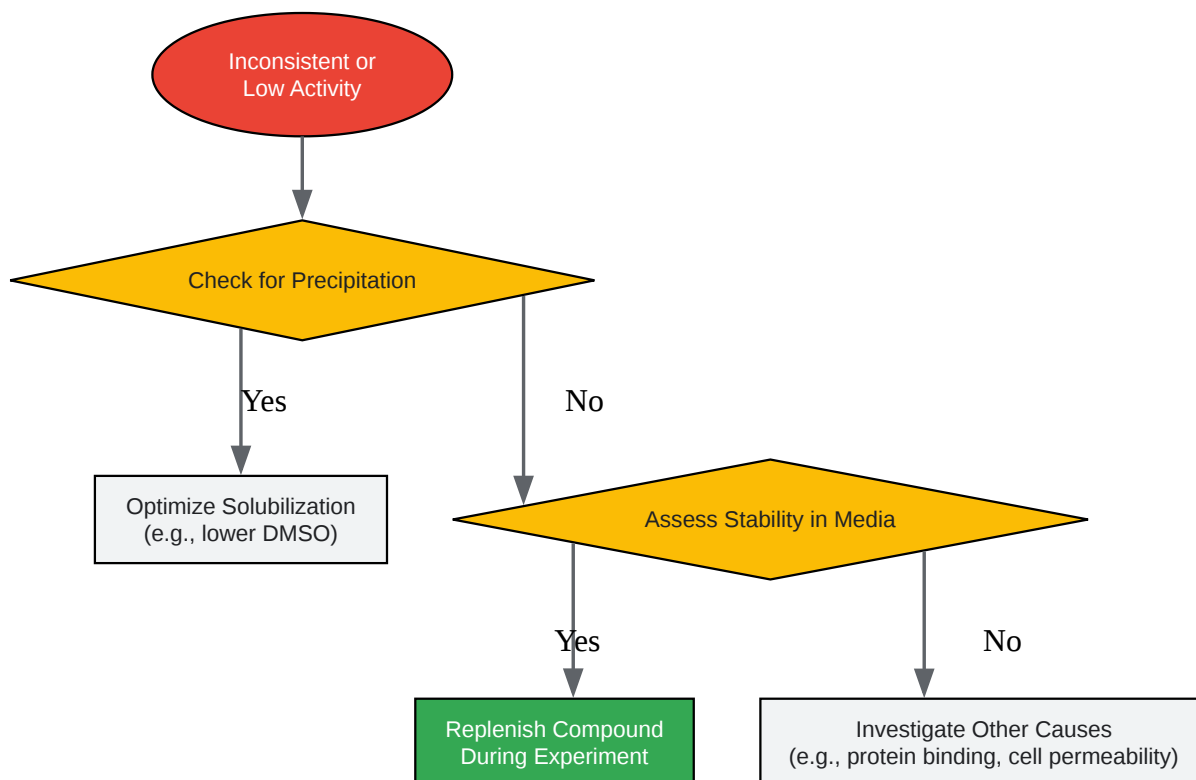 Inconsistent or
Low Activity
Check for Precipitation
Yes
No
Optimize Solubilization
(e.g., lower DMSO)
Assess Stability in Media
Yes
No
Replenish Compound
During Experiment
Investigate Other Causes
(e.g., protein binding, cell permeability)